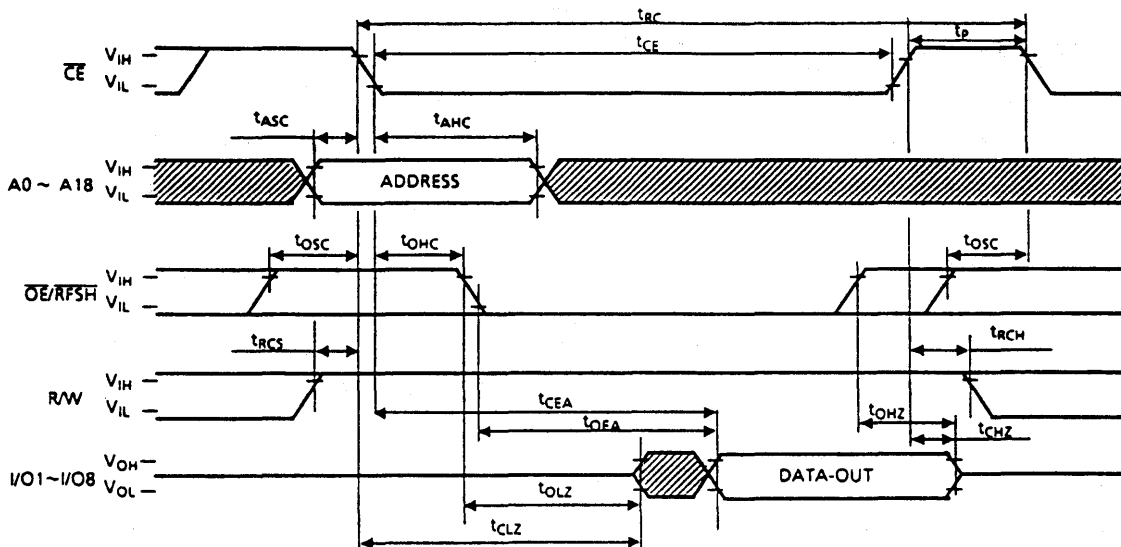 tRC
tCE
tP
CE VIH
VIL
tASC
tAHC
A0 ~ A18 VIH
VIL
ADDRESS
tOSC
tOHC
tOSC
OE/RFSH VIH
VIL
tRCS
tRCH
R/W VIH
VIL
tCEA
tOEA
tOHZ
tCHZ
I/O1~I/O8 VOH
VOL
DATA-OUT
tOLZ
tCLZ